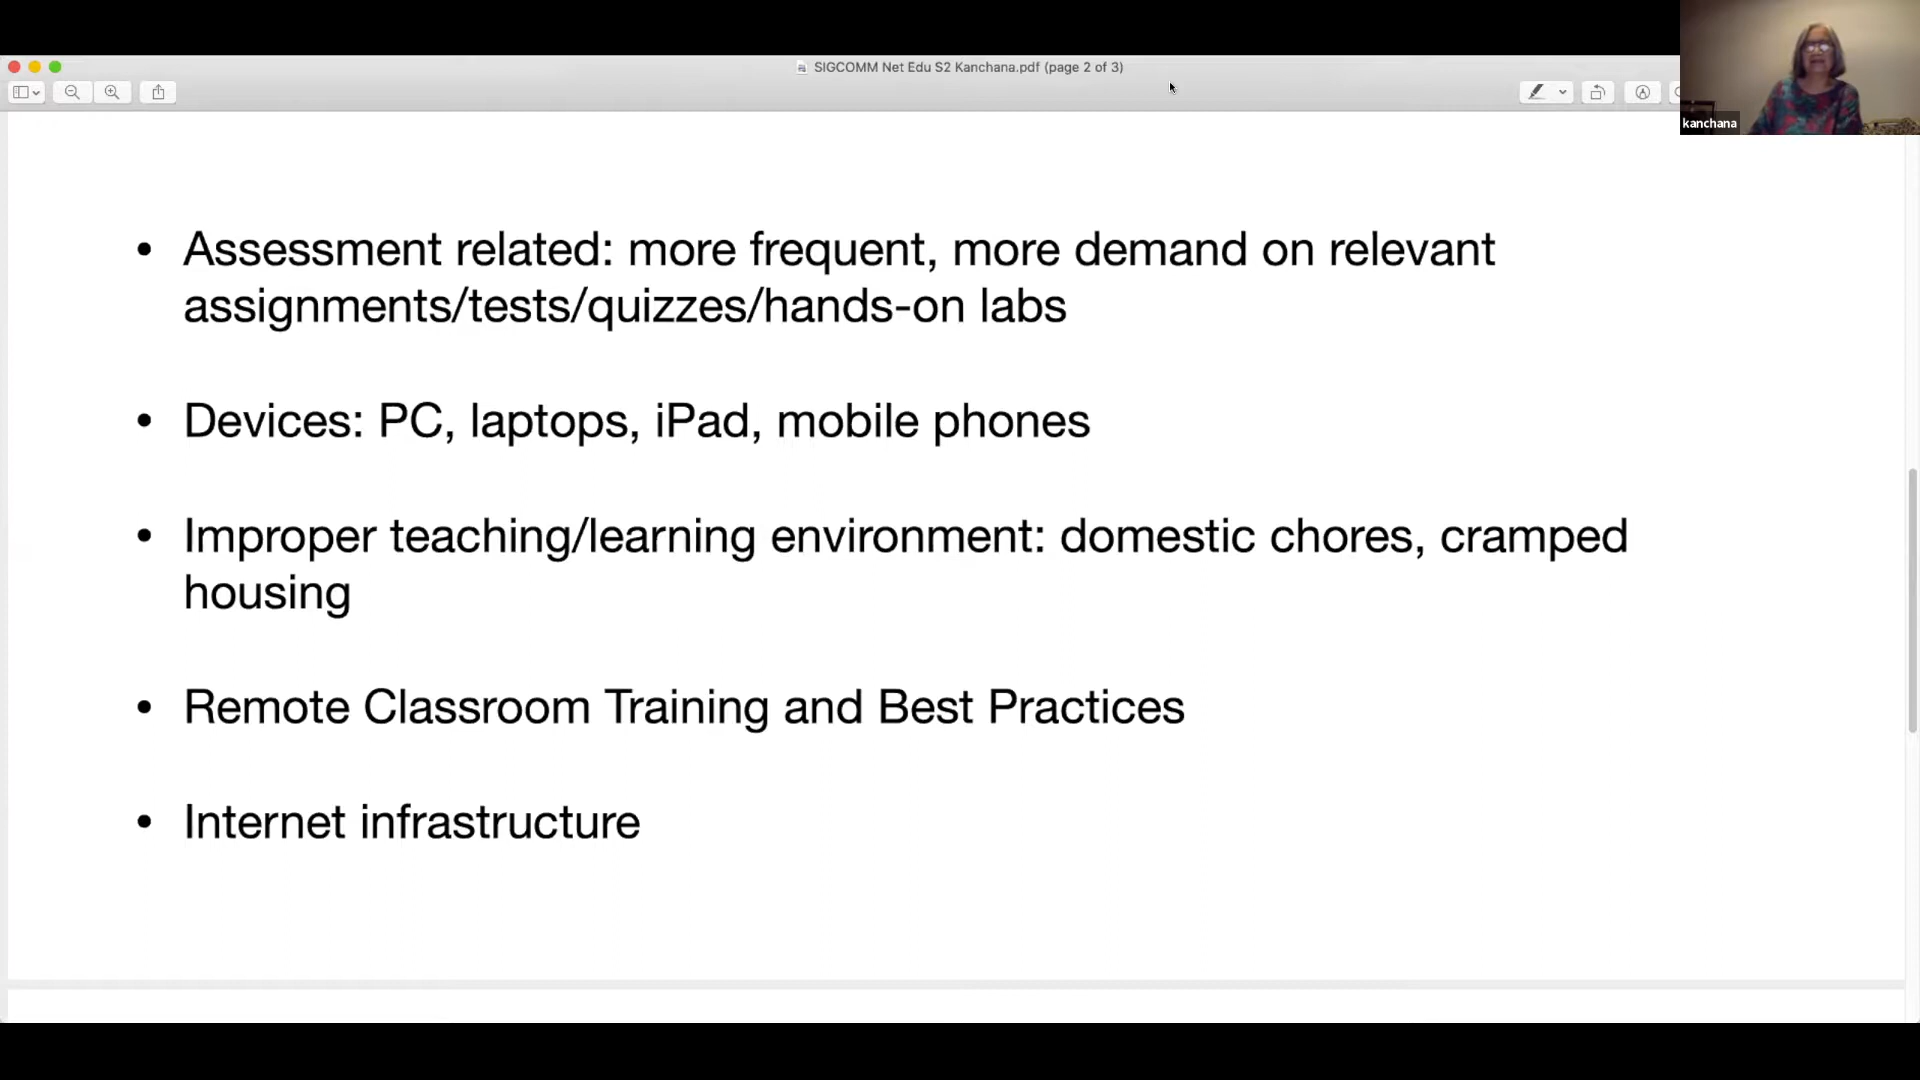 SIGCOMM Net Edu S2 Kanchana.pdf (page 2 of 3)
kanchana
• Assessment related: more frequent, more demand on relevant
assignments/tests/quizzes/hands-on labs
• Devices: PC, laptops, iPad, mobile phones
• Improper teaching/learning environment: domestic chores, cramped
housing
• Remote Classroom Training and Best Practices
• Internet infrastructure